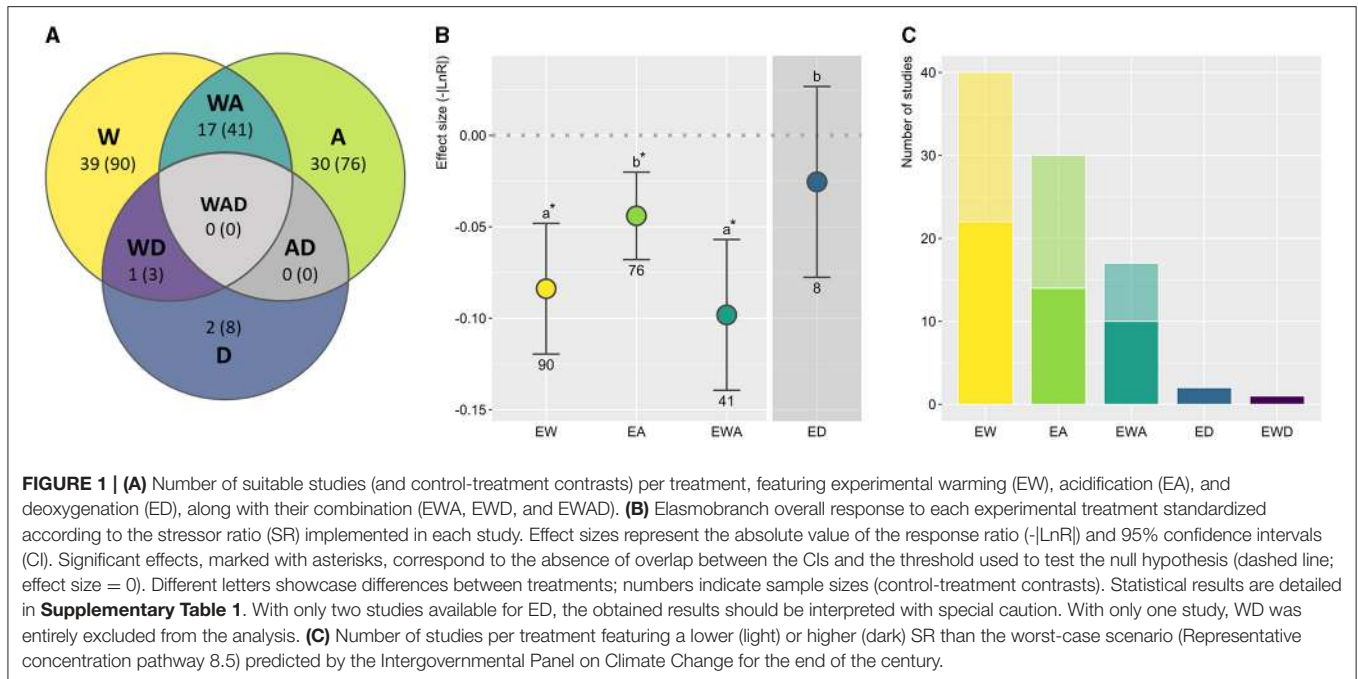 A
W
39 (90)
WA
17 (41)
A
30 (76)
WAD
0 (0)
WD
1 (3)
AD
0 (0)
2 (8)
D
B
Effect size (-|LnR|)
0.00
-0.05
-0.10
-0.15
a*
90
b*
76
a*
41
b
8
EW
EA
EWA
ED
C
Number of studies
40
30
20
10
0
EW
EA
EWA
ED
EWD
FIGURE 1 | (A) Number of suitable studies (and control-treatment contrasts) per treatment, featuring experimental warming (EW), acidification (EA), and
deoxygenation (ED), along with their combination (EWA, EWD, and EWAD). (B) Elasmobranch overall response to each experimental treatment standardized
according to the stressor ratio (SR) implemented in each study. Effect sizes represent the absolute value of the response ratio (-|LnR|) and 95% confidence intervals
(CI). Significant effects, marked with asterisks, correspond to the absence of overlap between the CIs and the threshold used to test the null hypothesis (dashed line;
effect size = 0). Different letters showcase differences between treatments; numbers indicate sample sizes (control-treatment contrasts). Statistical results are detailed
in Supplementary Table 1. With only two studies available for ED, the obtained results should be interpreted with special caution. With only one study, WD was
entirely excluded from the analysis. (C) Number of studies per treatment featuring a lower (light) or higher (dark) SR than the worst-case scenario (Representative
concentration pathway 8.5) predicted by the Intergovernmental Panel on Climate Change for the end of the century.